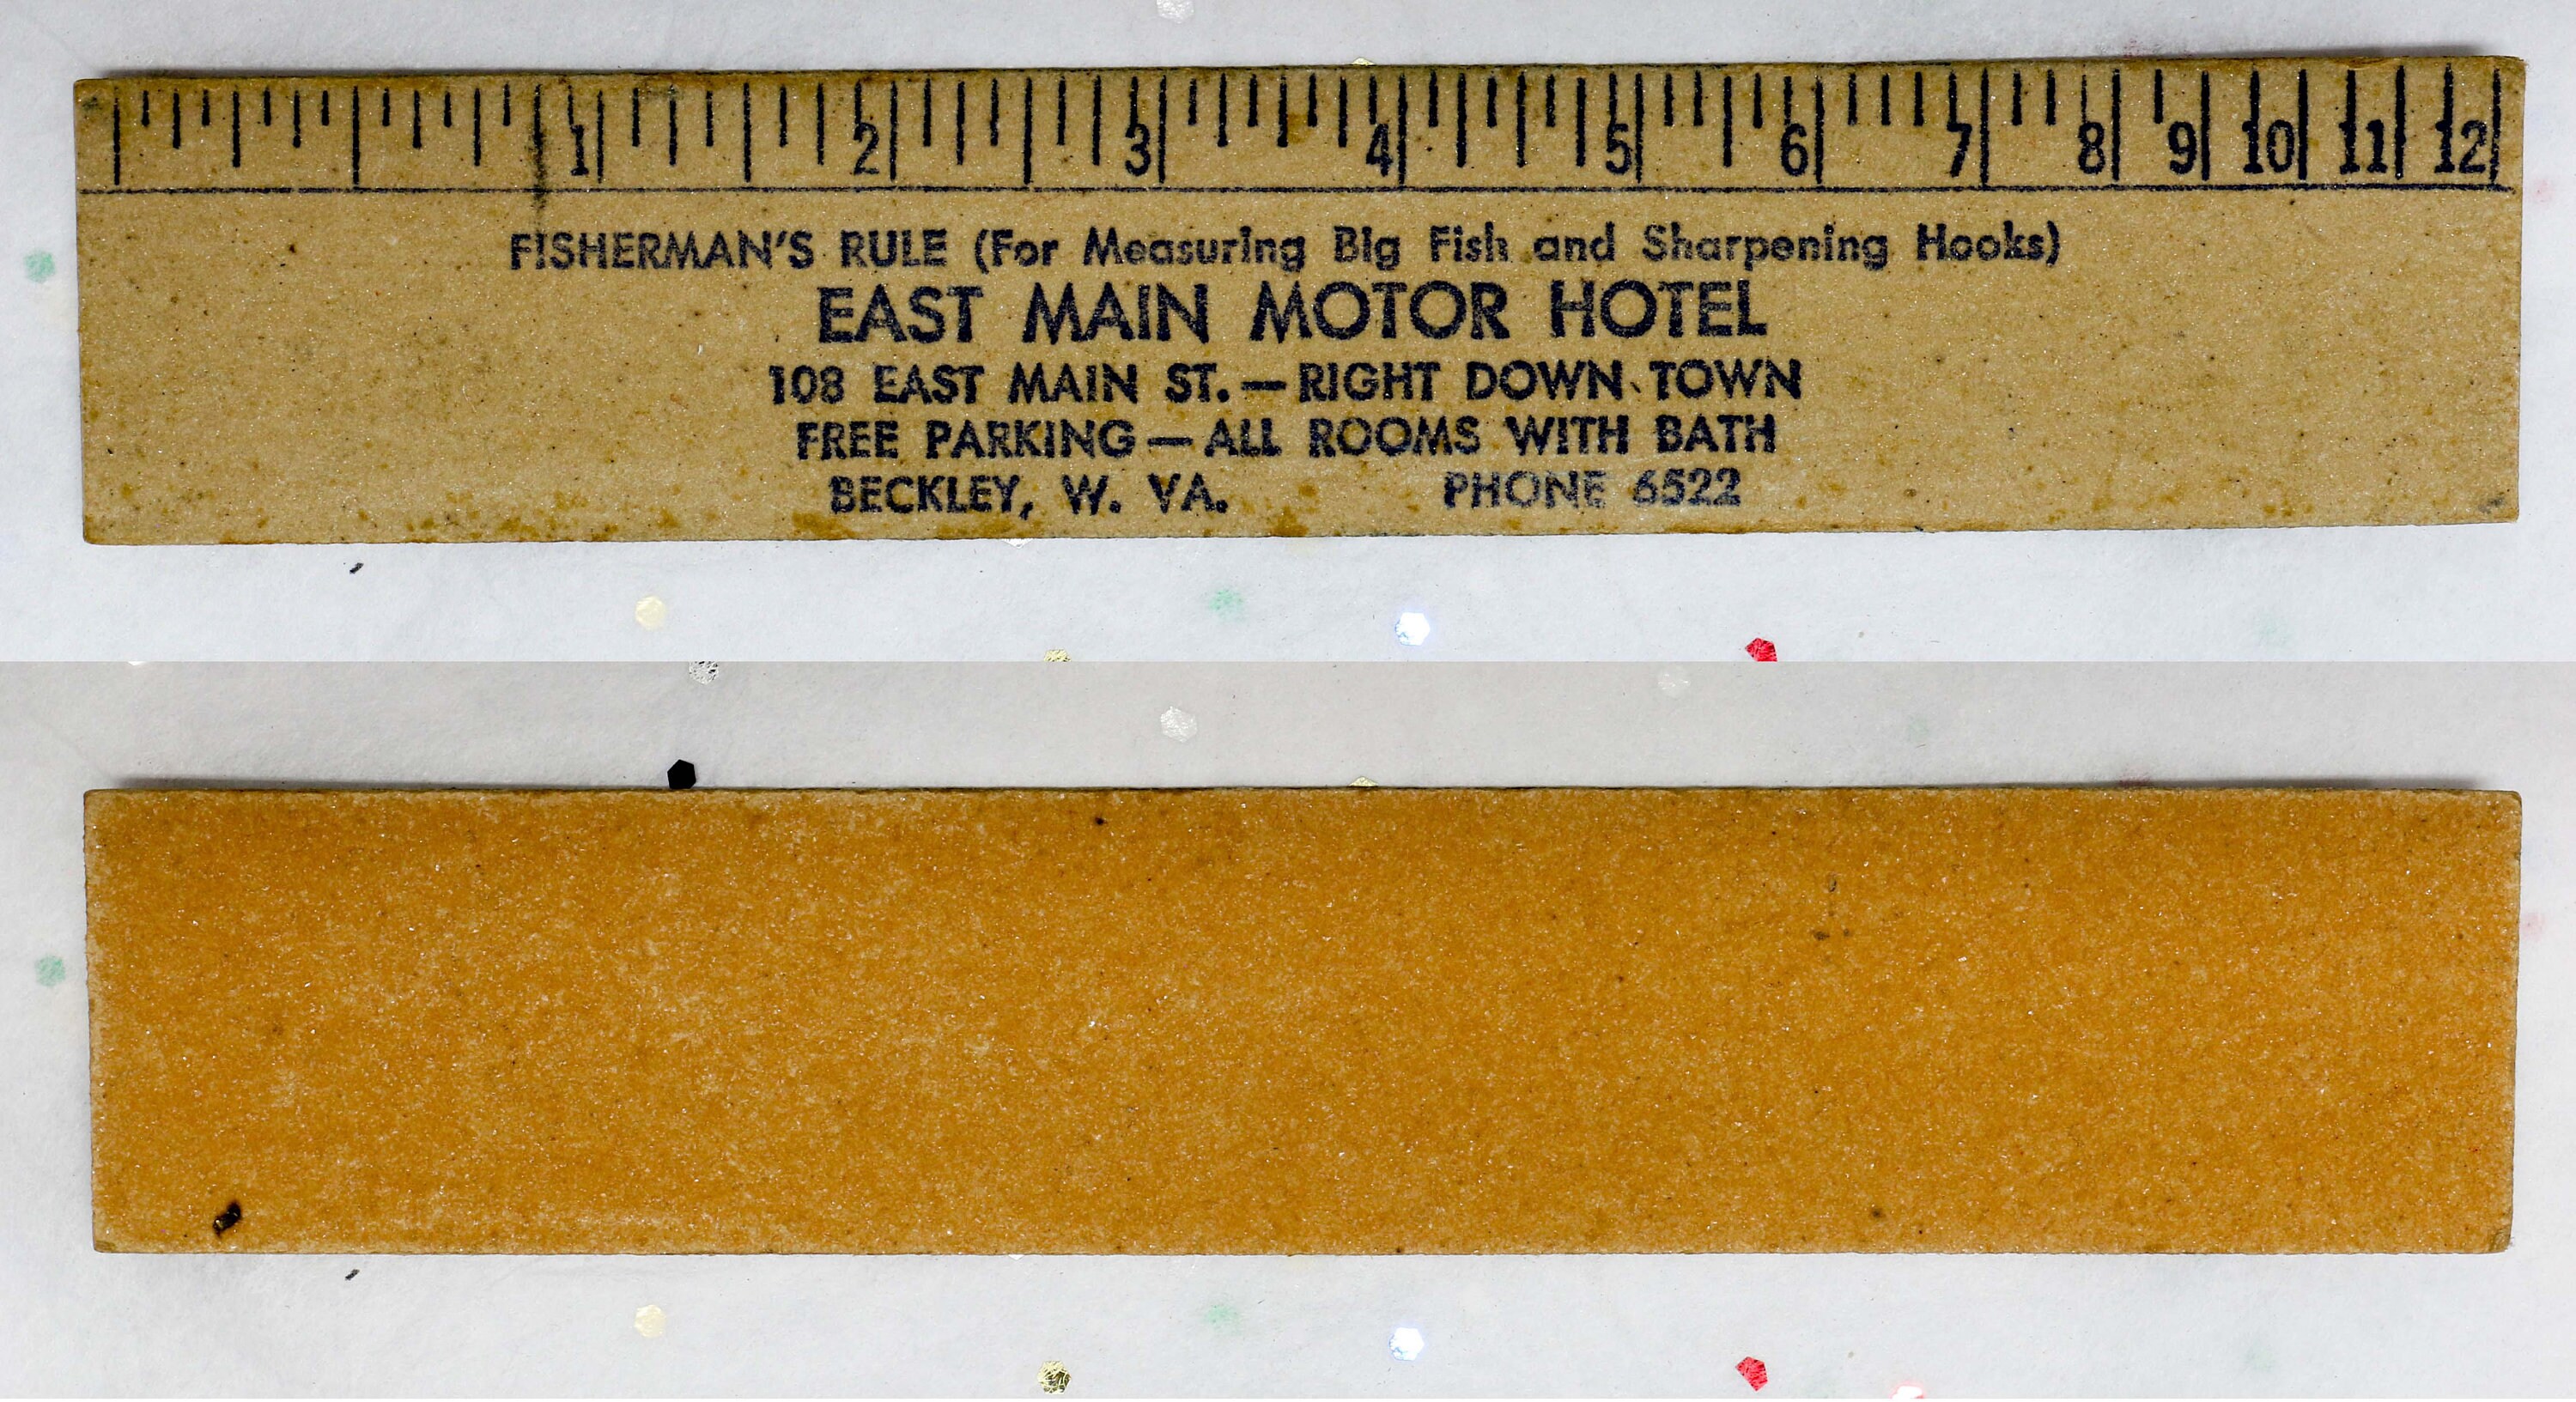 1 2 3 4 5 6 7 8 9 10 11 12
FISHERMAN'S RULE (For Measuring Big Fish and Sharpening Hooks)
EAST MAIN MOTOR HOTEL
108 EAST MAIN ST. — RIGHT DOWN TOWN
FREE PARKING — ALL ROOMS WITH BATH
BECKLEY, W. VA. PHONE 6522